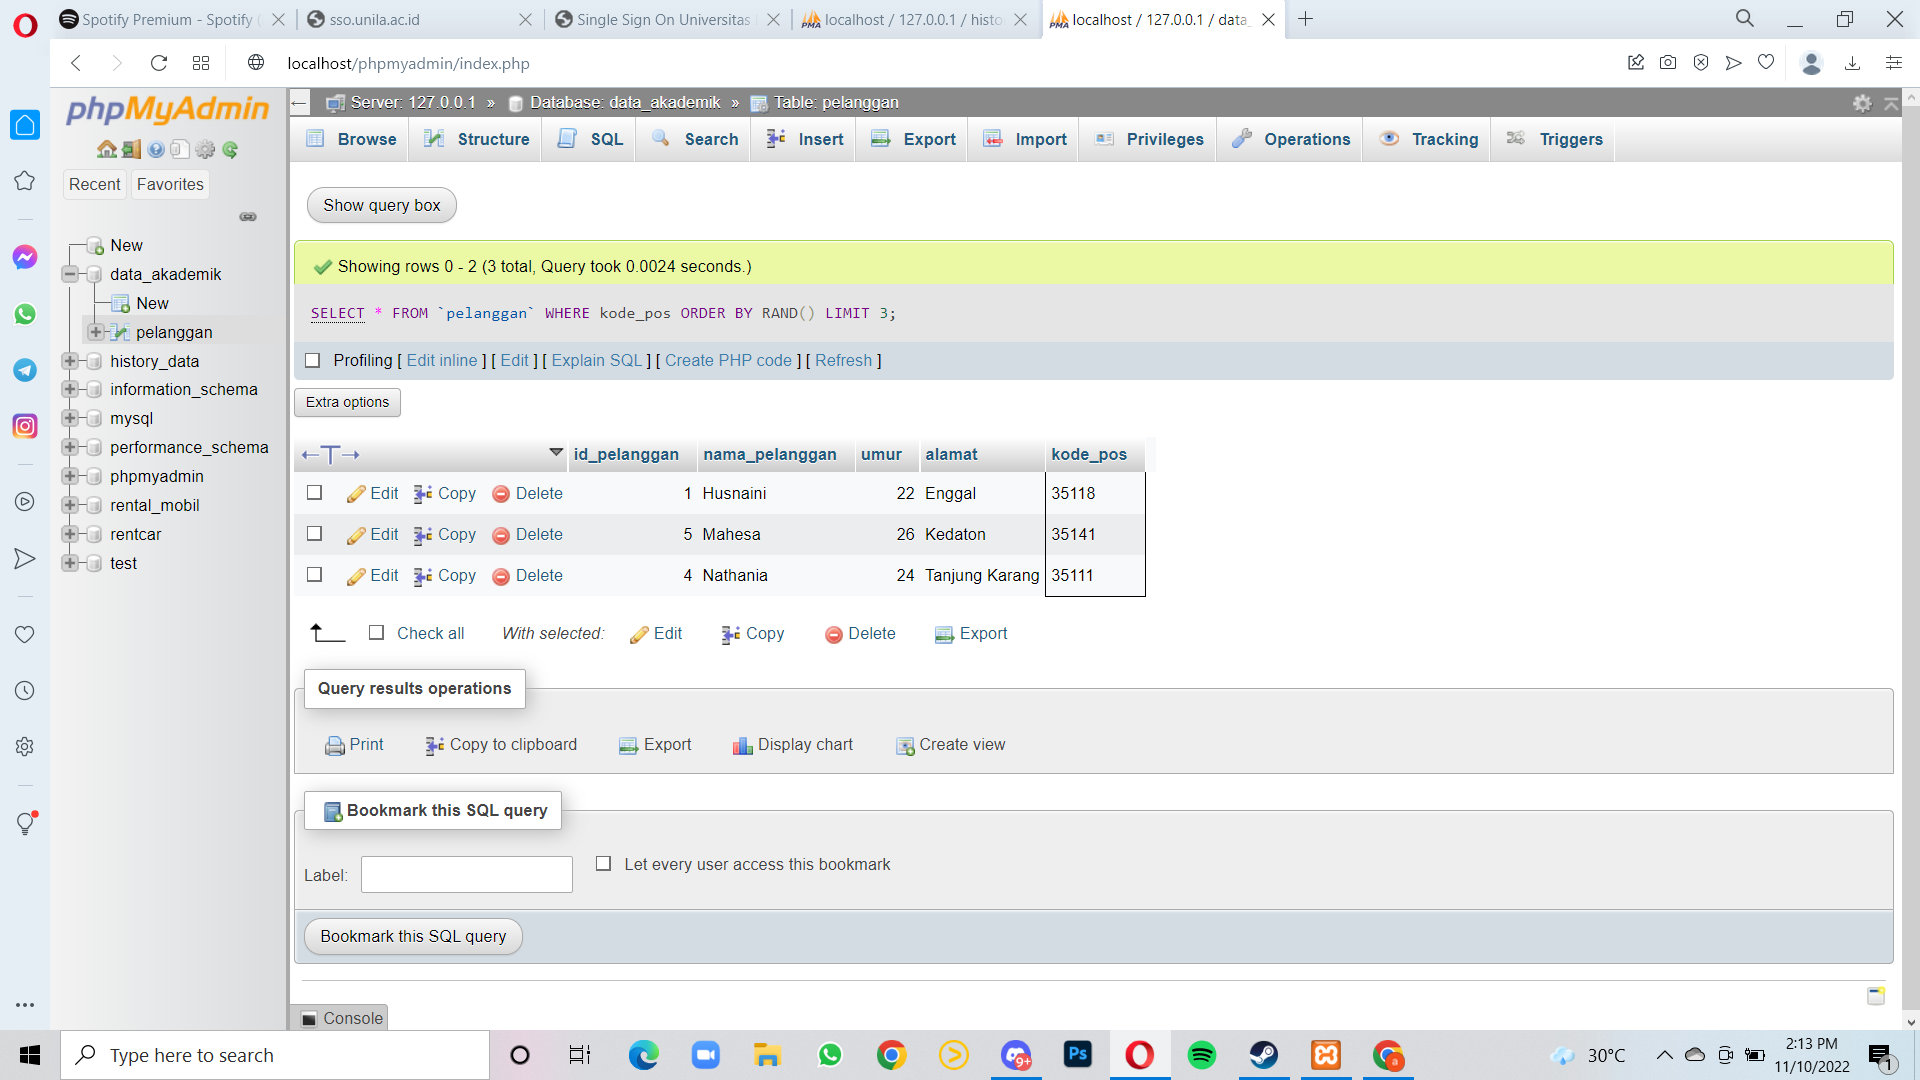 Spotify Premium - Spotify (
sso.unila.ac.id
Single Sign On Universitas
localhost / 127.0.0.1 / histo
localhost / 127.0.0.1 / data_
localhost/phpmyadmin/index.php
phpMyAdmin
Server: 127.0.0.1 » Database: data_akademik » Table: pelanggan
Browse
Structure
SQL
Search
Insert
Export
Import
Privileges
Operations
Tracking
Triggers
Recent
Favorites
New
data_akademik
New
pelanggan
history_data
information_schema
mysql
performance_schema
phpmyadmin
rental_mobil
rentcar
test
Show query box
Showing rows 0 - 2 (3 total, Query took 0.0024 seconds.)
SELECT * FROM `pelanggan` WHERE kode_pos ORDER BY RAND() LIMIT 3;
Profiling [ Edit inline ] [ Edit ] [ Explain SQL ] [ Create PHP code ] [ Refresh ]
Extra options
id_pelanggan nama_pelanggan umur alamat kode_pos
Edit Copy Delete 1 Husnaini 22 Enggal 35118
Edit Copy Delete 5 Mahesa 26 Kedaton 35141
Edit Copy Delete 4 Nathania 24 Tanjung Karang 35111
Check all With selected: Edit Copy Delete Export
Query results operations
Print Copy to clipboard Export Display chart Create view
Bookmark this SQL query
Label:
Let every user access this bookmark
Bookmark this SQL query
Console
Type here to search
9+
Ps
a
30°C
2:13 PM
11/10/2022
1